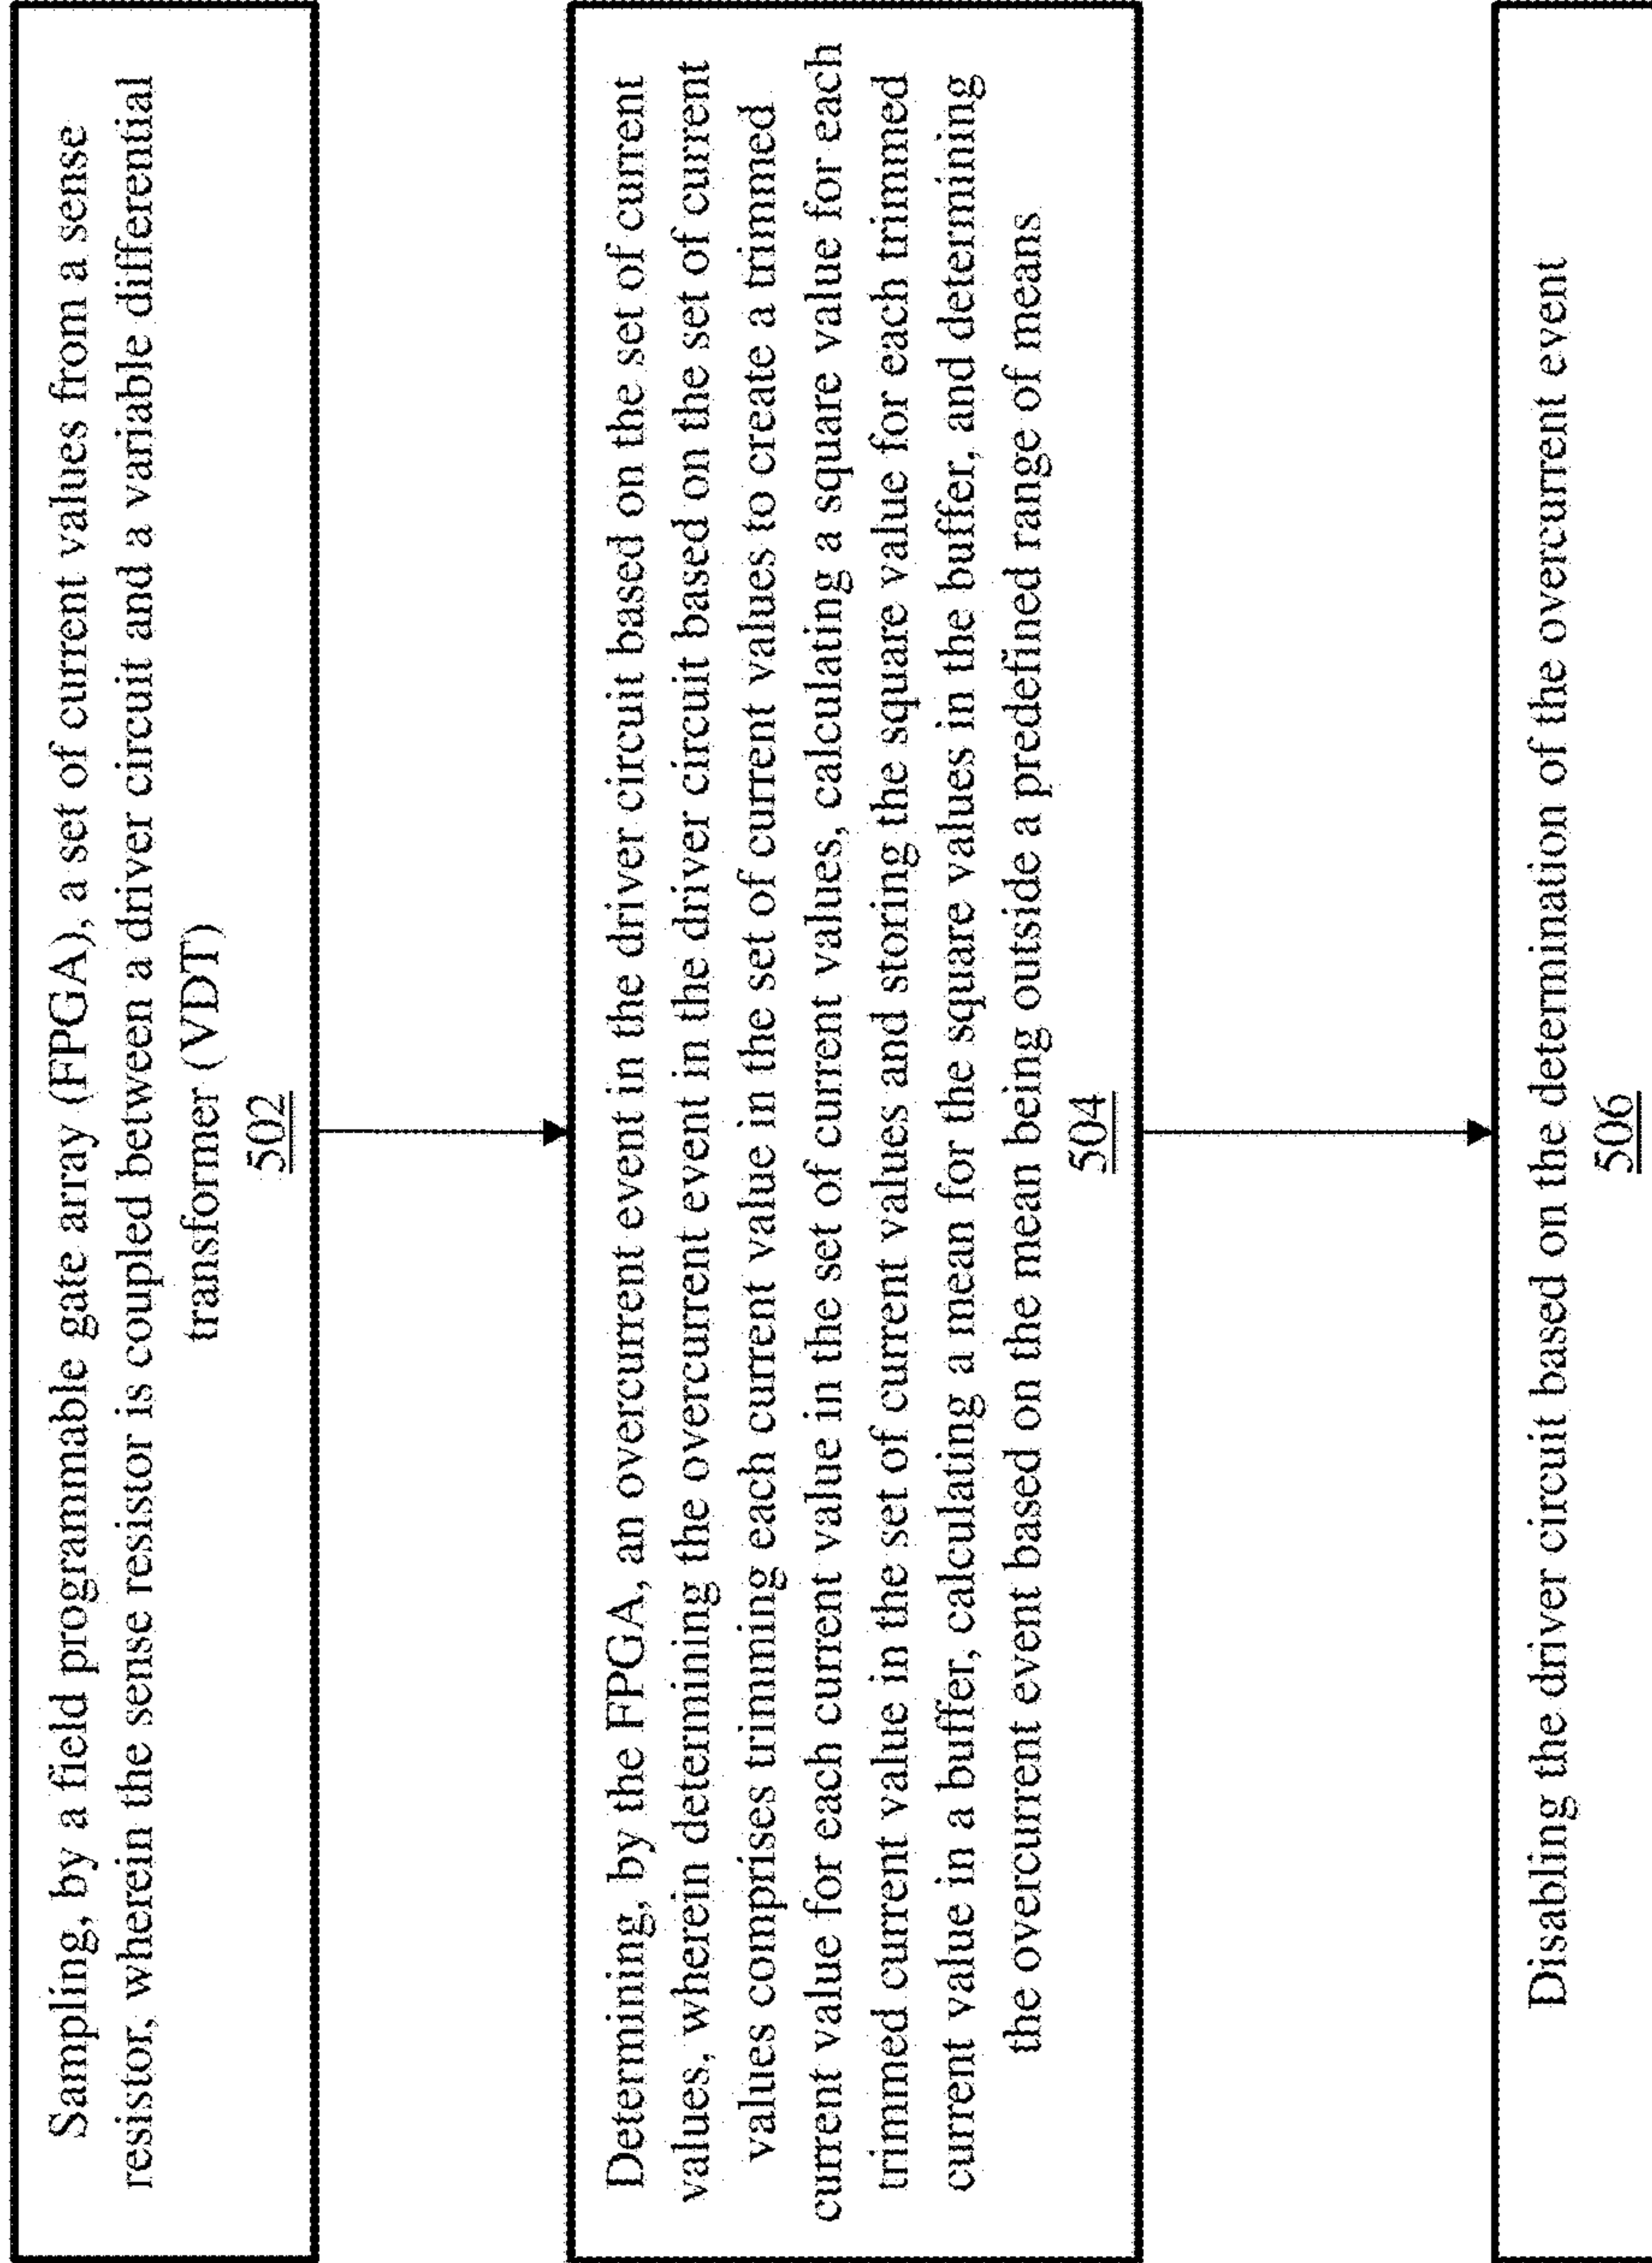 Sampling, by a field programmable gate array (FPGA), a set of current values from a sense
resistor, wherein the sense resistor is coupled between a driver circuit and a variable differential
transformer (VDT)
502
Determining, by the FPGA, an overcurrent event in the driver circuit based on the set of current
values, wherein determining the overcurrent event in the driver circuit based on the set of current
values comprises trimming each current value in the set of current values to create a trimmed
current value for each current value in the set of current values, calculating a square value for each
trimmed current value in the set of current values and storing the square value for each trimmed
current value in a buffer, calculating a mean for the square values in the buffer, and determining
the overcurrent event based on the mean being outside a predefined range of means
504
Disabling the driver circuit based on the determination of the overcurrent event
506